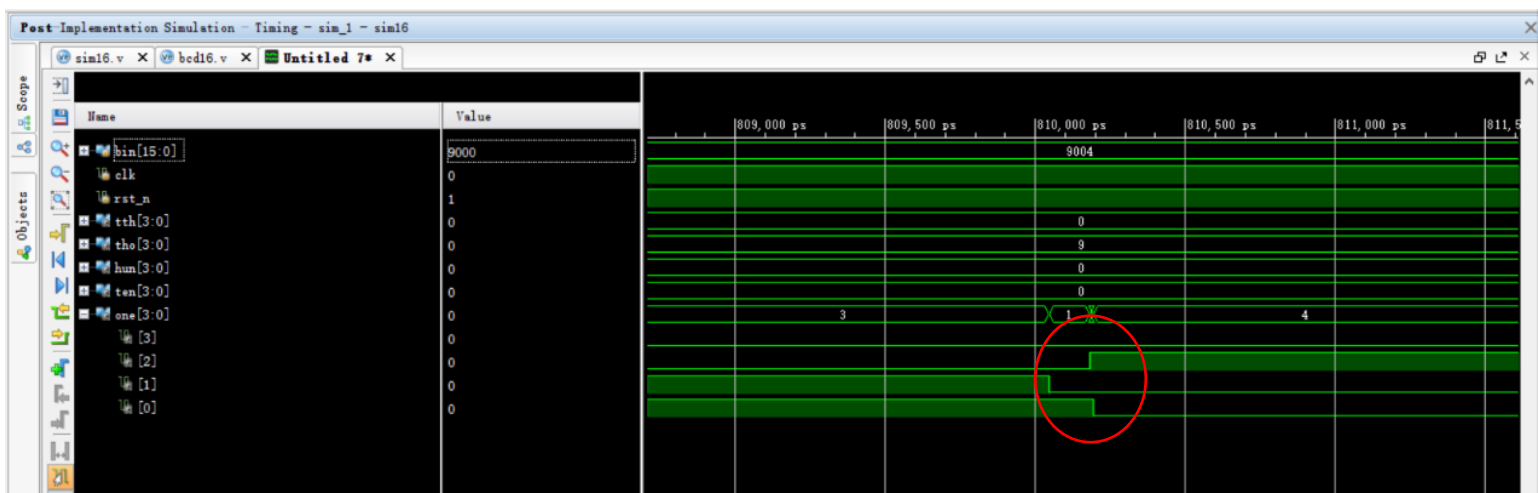 Post-Implementation Simulation - Timing - sim_1 - sim16
sim16.v
bcd16.v
Untitled 7*
Scope
Objects
Name Value
809,000 ps 809,500 ps 810,000 ps 810,500 ps 811,000 ps 811,5
bin[15:0] 9000 9004
clk 0
rst_n 1
tth[3:0] 0 0
tho[3:0] 0 9
hun[3:0] 0 0
ten[3:0] 0 0
one[3:0] 0 3 1 4
[3] 0
[2] 0
[1] 0
[0] 0